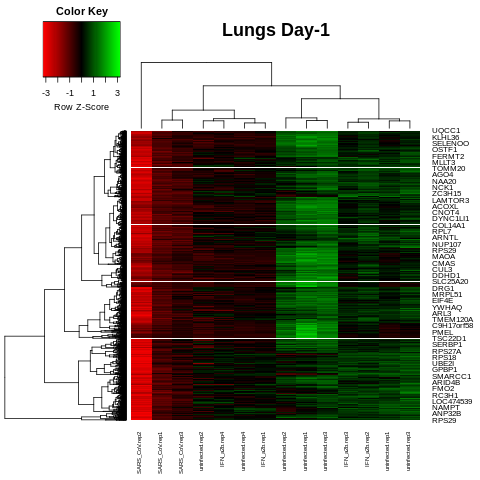 Color Key
-3 -1 1 3
Row Z-Score
Lungs Day-1
UQCC1
KLHL36
SELENOO
OSTF1
FERMT2
MLLT3
TOMM20
AGO4
NAA20
NCK1
ZC3H15
LAMTOR3
ACOXL
CNOT4
DYNC1LI1
COL14A1
RPL7
ARNTL
NUP107
RPS29
MAOA
CMAS
CUL3
DDHD1
SLC25A20
DRG1
MRPL51
EIF4E
YWHAQ
ARL3
TMEM120A
C9H17orf58
PMEL
TSC22D1
SERBP1
RPS27A
RPS18
UBE2I
GPBP1
SMARCC1
ARID4B
FMO2
RC3H1
LOC474539
NAMPT
ANP32B
RPS29
SARS_CoV.rep2
SARS_CoV.rep1
SARS_CoV.rep3
uninfected.rep2
IFN_a2b.rep4
uninfected.rep4
IFN_a2b.rep1
uninfected.rep2
uninfected.rep1
uninfected.rep3
IFN_a2b.rep3
IFN_a2b.rep2
uninfected.rep1
uninfected.rep3